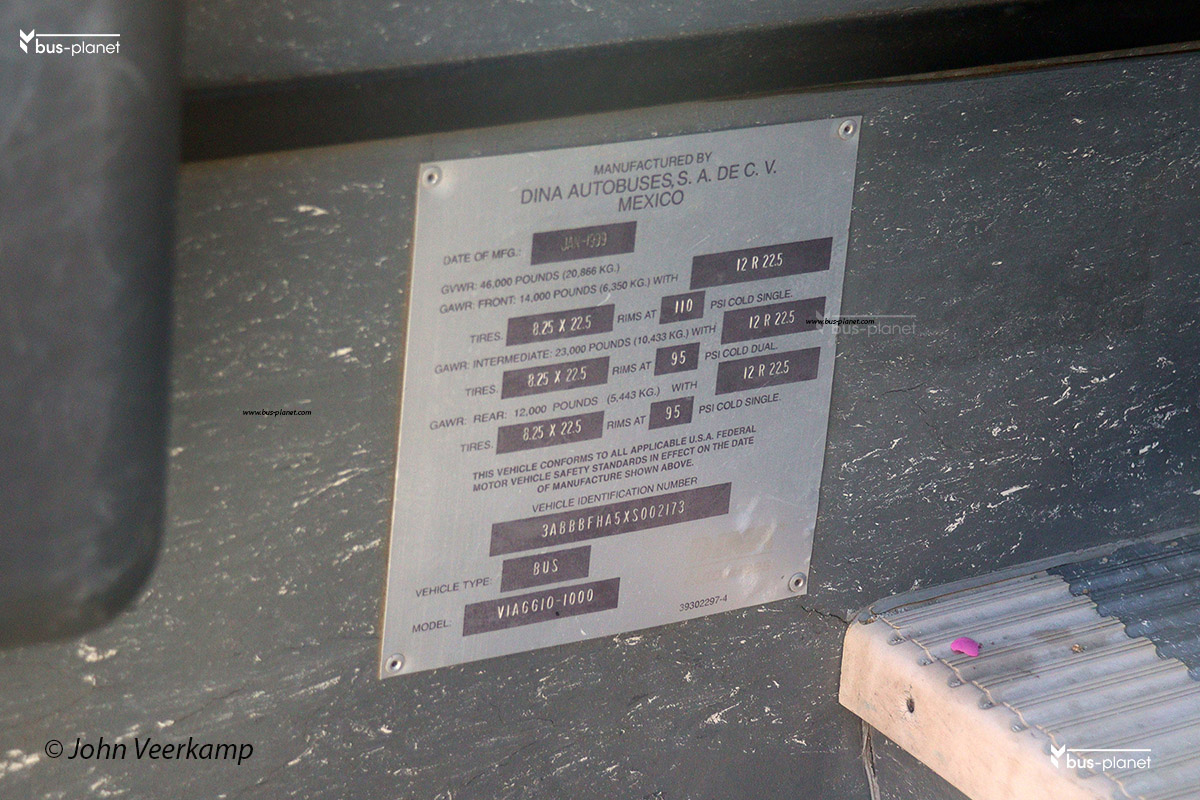 bus-planet
MANUFACTURED BY
DINA AUTOBUSES, S. A. DE C. V.
MEXICO
DATE OF MFG.: JAN-1999
GVWR: 46,000 POUNDS (20,866 KG.)
GAWR: FRONT: 14,000 POUNDS (6,350 KG.) WITH 12 R 22.5
TIRES. 8.25 X 22.5 RIMS AT 110 PSI COLD SINGLE.
GAWR: INTERMEDIATE: 23,000 POUNDS (10,433 KG.) WITH 12 R 22.5
TIRES. 8.25 X 22.5 RIMS AT 95 PSI COLD DUAL.
GAWR: REAR: 12,000 POUNDS (5,443 KG.) WITH 12 R 22.5
TIRES. 8.25 X 22.5 RIMS AT 95 PSI COLD SINGLE.
THIS VEHICLE CONFORMS TO ALL APPLICABLE U.S.A. FEDERAL
MOTOR VEHICLE SAFETY STANDARDS IN EFFECT ON THE DATE
OF MANUFACTURE SHOWN ABOVE.
VEHICLE IDENTIFICATION NUMBER
3ABBBFHA5XS002173
VEHICLE TYPE: BUS
MODEL: VIAGGIO-1000
39302297-4
www.bus-planet.com
bus-planet
www.bus-planet.com
© John Veerkamp
bus-planet